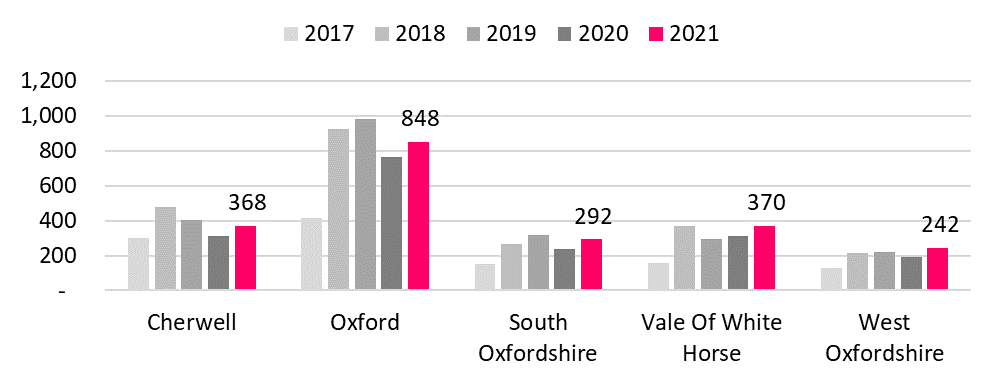 2017 2018 2019 2020 2021
1,200
1,000
800
600
400
200
-
368
848
292
370
242
Cherwell
Oxford
South
Oxfordshire
Vale Of White
Horse
West
Oxfordshire